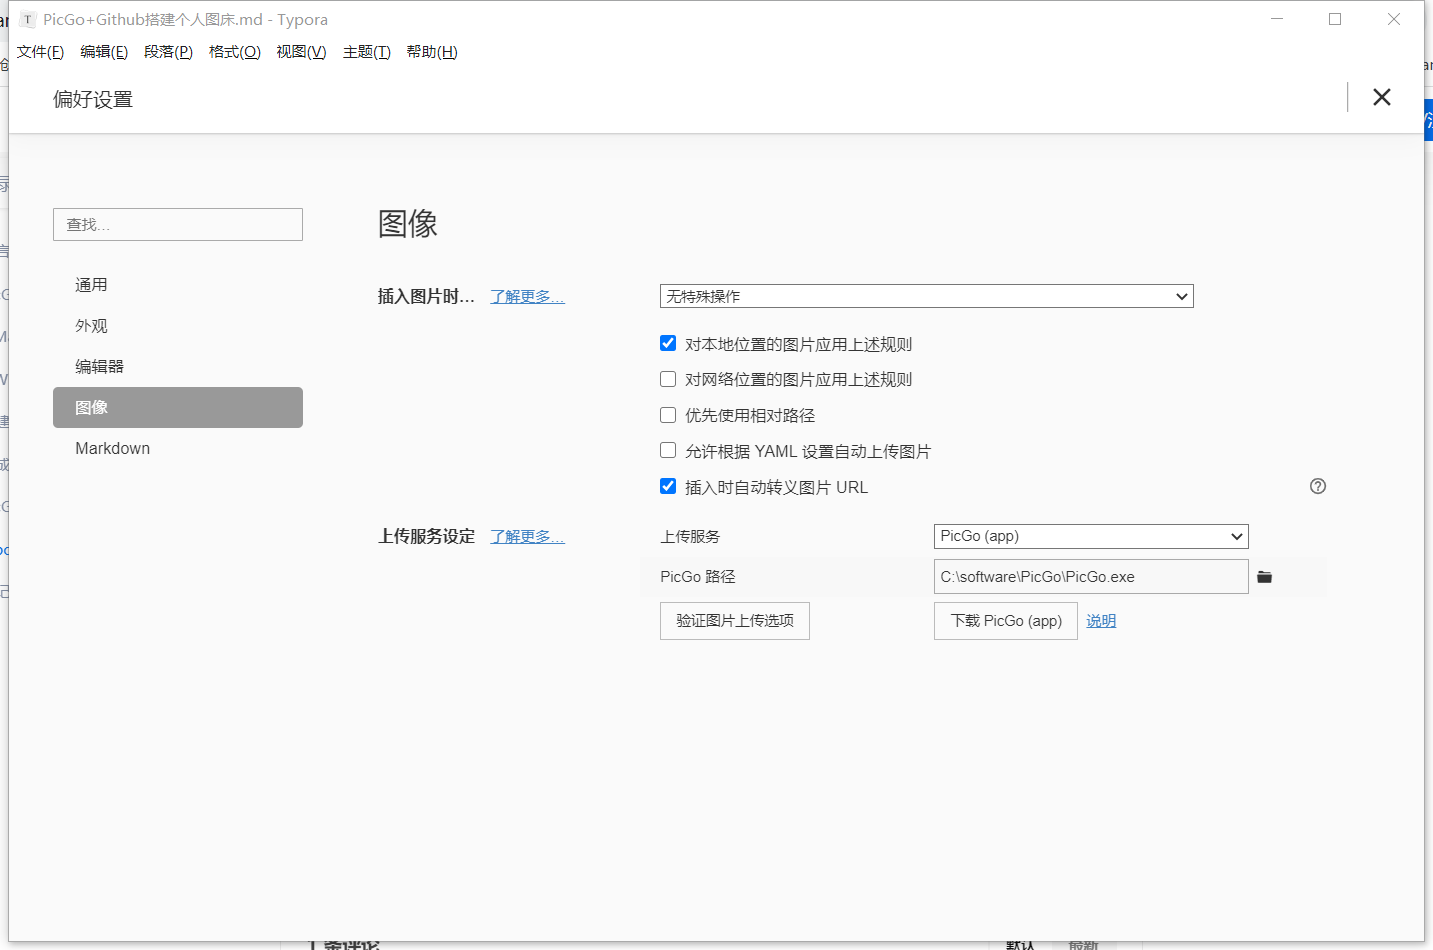 PicGo+Github搭建个人图床.md - Typora
文件(F) 编辑(E) 段落(P) 格式(O) 视图(V) 主题(T) 帮助(H)
偏好设置
查找...
通用
外观
编辑器
图像
Markdown
图像
插入图片时... 了解更多... 无特殊操作
对本地位置的图片应用上述规则
对网络位置的图片应用上述规则
优先使用相对路径
允许根据 YAML 设置自动上传图片
插入时自动转义图片 URL
上传服务设定 了解更多... 上传服务 PicGo (app)
PicGo 路径 C:\software\PicGo\PicGo.exe
验证图片上传选项 下载 PicGo (app) 说明